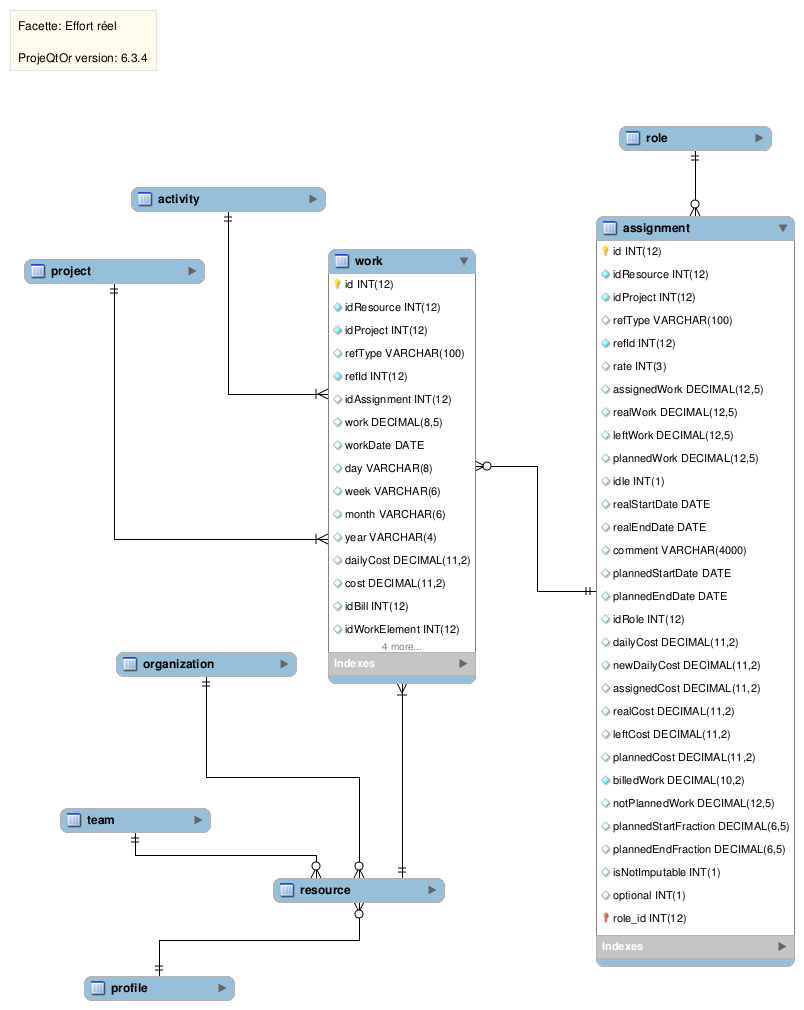 Facette: Effort réel
ProjeQtOr version: 6.3.4
role
activity
project
work
id INT(12)
idResource INT(12)
idProject INT(12)
refType VARCHAR(100)
refId INT(12)
idAssignment INT(12)
work DECIMAL(8,5)
workDate DATE
day VARCHAR(8)
week VARCHAR(6)
month VARCHAR(6)
year VARCHAR(4)
dailyCost DECIMAL(11,2)
cost DECIMAL(11,2)
idBill INT(12)
idWorkElement INT(12)
4 more...
Indexes
assignment
id INT(12)
idResource INT(12)
idProject INT(12)
refType VARCHAR(100)
refId INT(12)
rate INT(3)
assignedWork DECIMAL(12,5)
realWork DECIMAL(12,5)
leftWork DECIMAL(12,5)
plannedWork DECIMAL(12,5)
idle INT(1)
realStartDate DATE
realEndDate DATE
comment VARCHAR(4000)
plannedStartDate DATE
plannedEndDate DATE
idRole INT(12)
dailyCost DECIMAL(11,2)
newDailyCost DECIMAL(11,2)
assignedCost DECIMAL(11,2)
realCost DECIMAL(11,2)
leftCost DECIMAL(11,2)
plannedCost DECIMAL(11,2)
billedWork DECIMAL(10,2)
notPlannedWork DECIMAL(12,5)
plannedStartFraction DECIMAL(6,5)
plannedEndFraction DECIMAL(6,5)
isNotImputable INT(1)
optional INT(1)
role_id INT(12)
Indexes
organization
team
resource
profile